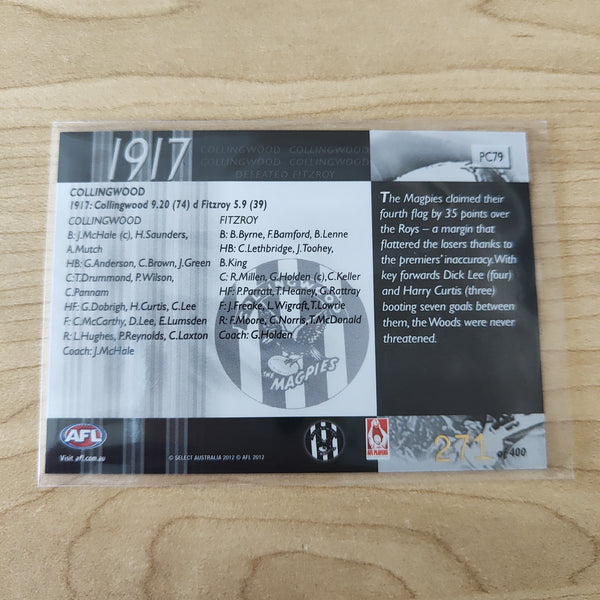 1917
COLLINGWOOD COLLINGWOOD
COLLINGWOOD COLLINGWOOD
DEFEATED FITZROY
PC79
COLLINGWOOD
1917: Collingwood 9.20 (74) d Fitzroy 5.9 (39)
COLLINGWOOD
B: J.McHale (c), H.Saunders,
A.Mutch
HB: G.Anderson, C.Brown, J.Green
C:T.Drummond, P.Wilson,
C.Pannam
HF: G.Dobrigh, H.Curtis, C.Lee
F: C.McCarthy, D.Lee, E.Lumsden
R: L.Hughes, P.Reynolds, C.Laxton
Coach: J.McHale
FITZROY
B: B.Byrne, F.Bamford, B.Lenne
HB: C.Lethbridge, J.Toohey,
B.King
C: R.Millen, G.Holden (c), C.Keller
HF: P.Parratt, T.Heaney, G.Rattray
F: J.Freake, L.Wigraft, T.Lowrie
R: F.Moore, C.Norris, T.McDonald
Coach: G.Holden
THE MAGPIES
The Magpies claimed their
fourth flag by 35 points over
the Roys – a margin that
flattered the losers thanks to
the premiers' inaccuracy. With
key forwards Dick Lee (four)
and Harry Curtis (three)
booting seven goals between
them, the Woods were never
threatened.
AFL
Visit afl.com.au
© SELECT AUSTRALIA 2012 © AFL 2012
AFL PLAYERS
271 of 400